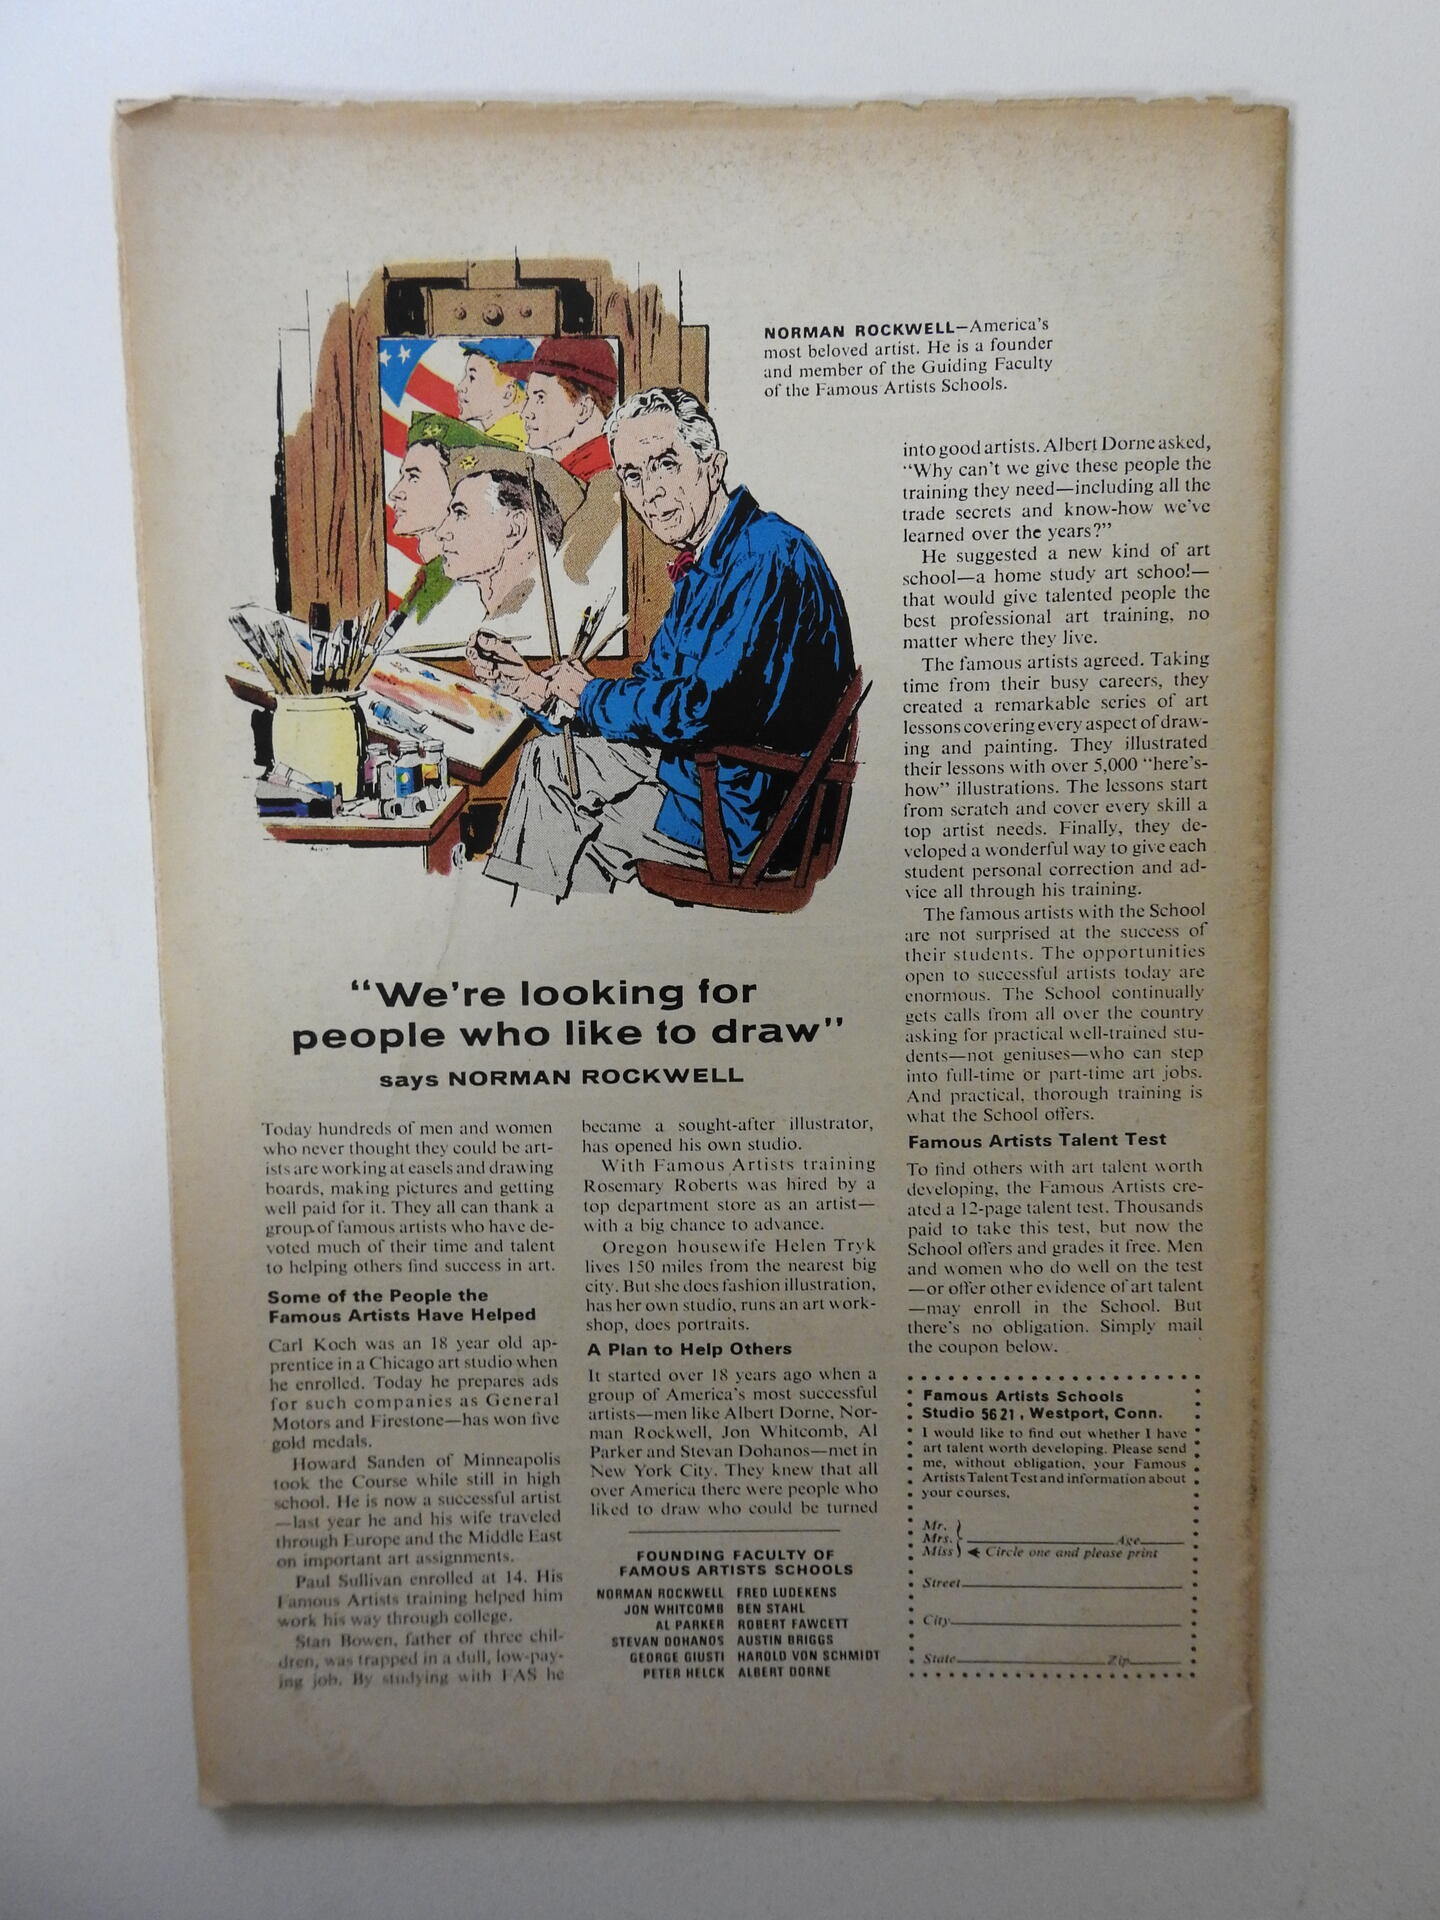 NORMAN ROCKWELL—America's
most beloved artist. He is a founder
and member of the Guiding Faculty
of the Famous Artists Schools.
"We're looking for
people who like to draw"
says NORMAN ROCKWELL
Today hundreds of men and women
who never thought they could be art-
ists are working at easels and drawing
boards, making pictures and getting
well paid for it. They all can thank a
group of famous artists who have de-
voted much of their time and talent
to helping others find success in art.
Some of the People the
Famous Artists Have Helped
Carl Koch was an 18 year old ap-
prentice in a Chicago art studio when
he enrolled. Today he prepares ads
for such companies as General
Motors and Firestone—has won five
gold medals.
Howard Sanden of Minneapolis
took the Course while still in high
school. He is now a successful artist
—last year he and his wife traveled
through Europe and the Middle East
on important art assignments.
Paul Sullivan enrolled at 14. His
Famous Artists training helped him
work his way through college.
Stan Bowen, father of three chil-
dren, was trapped in a dull, low-pay-
ing job. By studying with FAS he
became a sought-after illustrator,
has opened his own studio.
With Famous Artists training
Rosemary Roberts was hired by a
top department store as an artist—
with a big chance to advance.
Oregon housewife Helen Tryk
lives 150 miles from the nearest big
city. But she does fashion illustration,
has her own studio, runs an art work-
shop, does portraits.
A Plan to Help Others
It started over 18 years ago when a
group of America's most successful
artists—men like Albert Dorne, Nor-
man Rockwell, Jon Whitcomb, Al
Parker and Stevan Dohanos—met in
New York City. They knew that all
over America there were people who
liked to draw who could be turned
FOUNDING FACULTY OF
FAMOUS ARTISTS SCHOOLS
NORMAN ROCKWELL FRED LUDEKENS
JON WHITCOMB BEN STAHL
AL PARKER ROBERT FAWCETT
STEVAN DOHANOS AUSTIN BRIGGS
GEORGE GIUSTI HAROLD VON SCHMIDT
PETER HELCK ALBERT DORNE
into good artists. Albert Dorne asked,
"Why can't we give these people the
training they need—including all the
trade secrets and know-how we've
learned over the years?"
He suggested a new kind of art
school—a home study art school—
that would give talented people the
best professional art training, no
matter where they live.
The famous artists agreed. Taking
time from their busy careers, they
created a remarkable series of art
lessons covering every aspect of draw-
ing and painting. They illustrated
their lessons with over 5,000 "here's-
how" illustrations. The lessons start
from scratch and cover every skill a
top artist needs. Finally, they de-
veloped a wonderful way to give each
student personal correction and ad-
vice all through his training.
The famous artists with the School
are not surprised at the success of
their students. The opportunities
open to successful artists today are
enormous. The School continually
gets calls from all over the country
asking for practical well-trained stu-
dents—not geniuses—who can step
into full-time or part-time art jobs.
And practical, thorough training is
what the School offers.
Famous Artists Talent Test
To find others with art talent worth
developing, the Famous Artists cre-
ated a 12-page talent test. Thousands
paid to take this test, but now the
School offers and grades it free. Men
and women who do well on the test
—or offer other evidence of art talent
—may enroll in the School. But
there's no obligation. Simply mail
the coupon below.
Famous Artists Schools
Studio 5621, Westport, Conn.
I would like to find out whether I have
art talent worth developing. Please send
me, without obligation, your Famous
Artists Talent Test and information about
your courses.
Mr.
Mrs. Age
Miss Circle one and please print
Street
City
State Zip